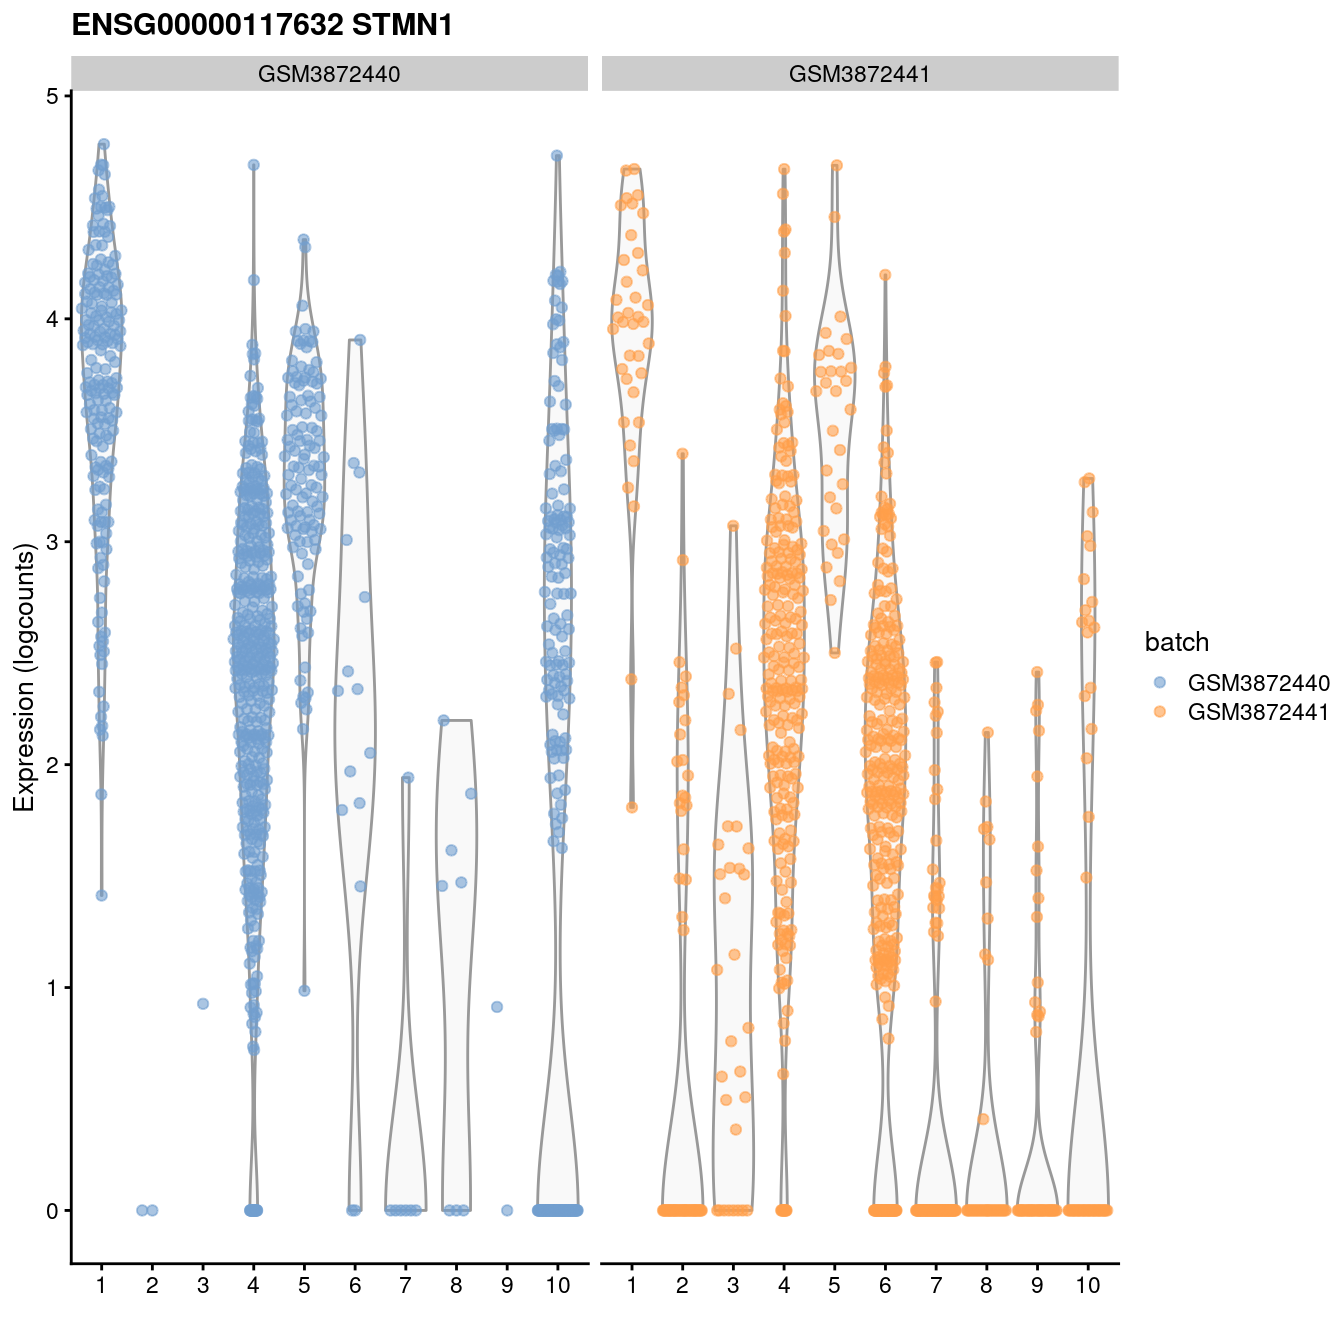 ENSG00000117632 STMN1
GSM3872440 GSM3872441
Expression (logcounts)
5
4
3
2
1
0
1 2 3 4 5 6 7 8 9 10 1 2 3 4 5 6 7 8 9 10
batch
GSM3872440
GSM3872441